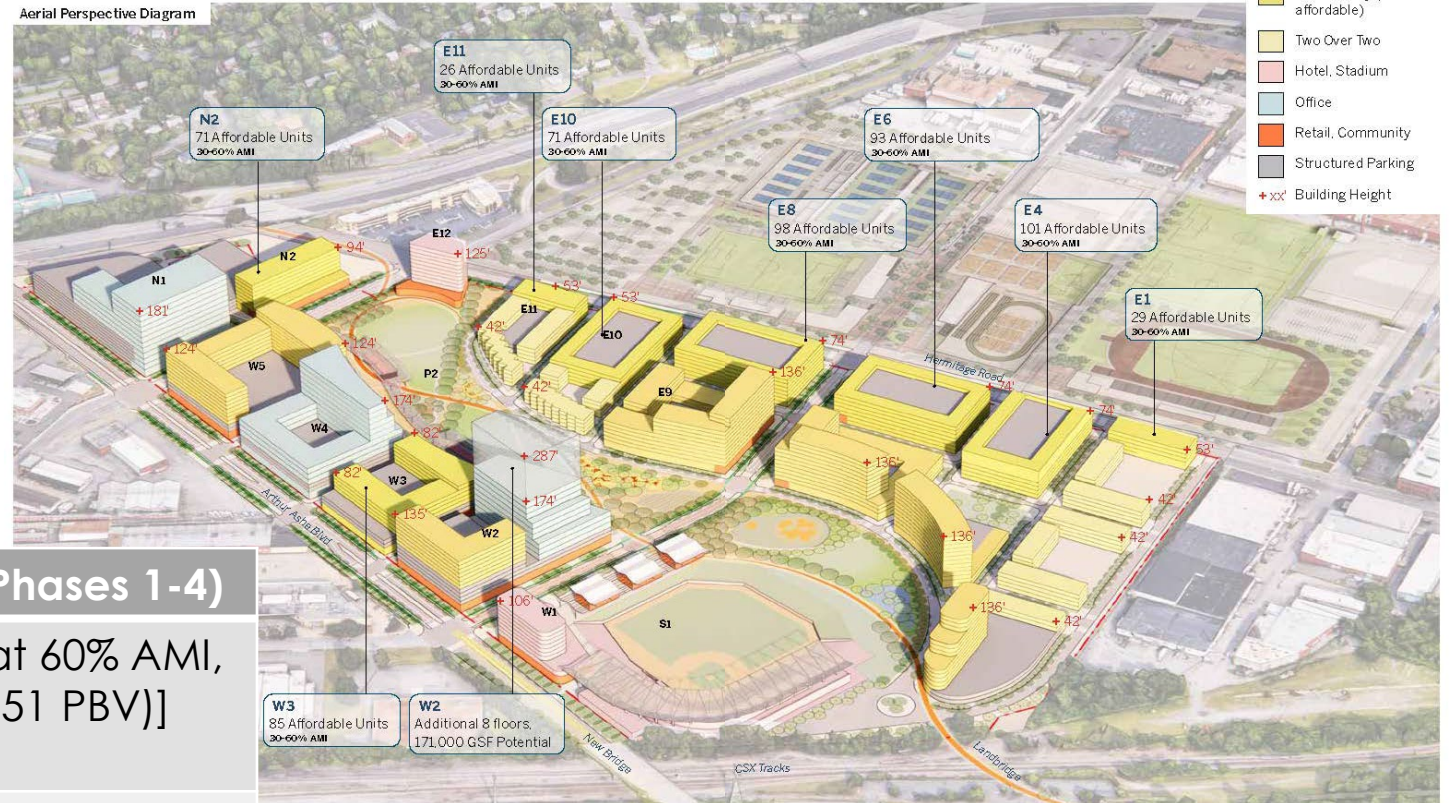 Aerial Perspective Diagram
affordable)
Two Over Two
Hotel, Stadium
Office
Retail, Community
Structured Parking
+xx' Building Height
E11
26 Affordable Units
30-60% AMI
N2
71 Affordable Units
30-60% AMI
E10
71 Affordable Units
30-60% AMI
E6
93 Affordable Units
30-60% AMI
E8
98 Affordable Units
30-60% AMI
E4
101 Affordable Units
30-60% AMI
E1
29 Affordable Units
30-60% AMI
E12
+125'
N2
+94'
N1
+181'
+124'
W5
+124'
P2
E11
+53'
+42'
+42'
E10
+53'
+74'
+136'
E9
Hermitage Road
+74'
+74'
+53'
+42'
+42'
+42'
+136'
+136'
+136'
+174'
W4
+82'
+82'
W3
+135'
W2
+287'
+174'
Arthur Ashe Blvd
+106'
W1
S1
Phases 1-4)
at 60% AMI,
51 PBV)]
W3
85 Affordable Units
30-60% AMI
W2
Additional 8 floors,
171,000 GSF Potential
New Bridge
CSX Tracks
Landbridge